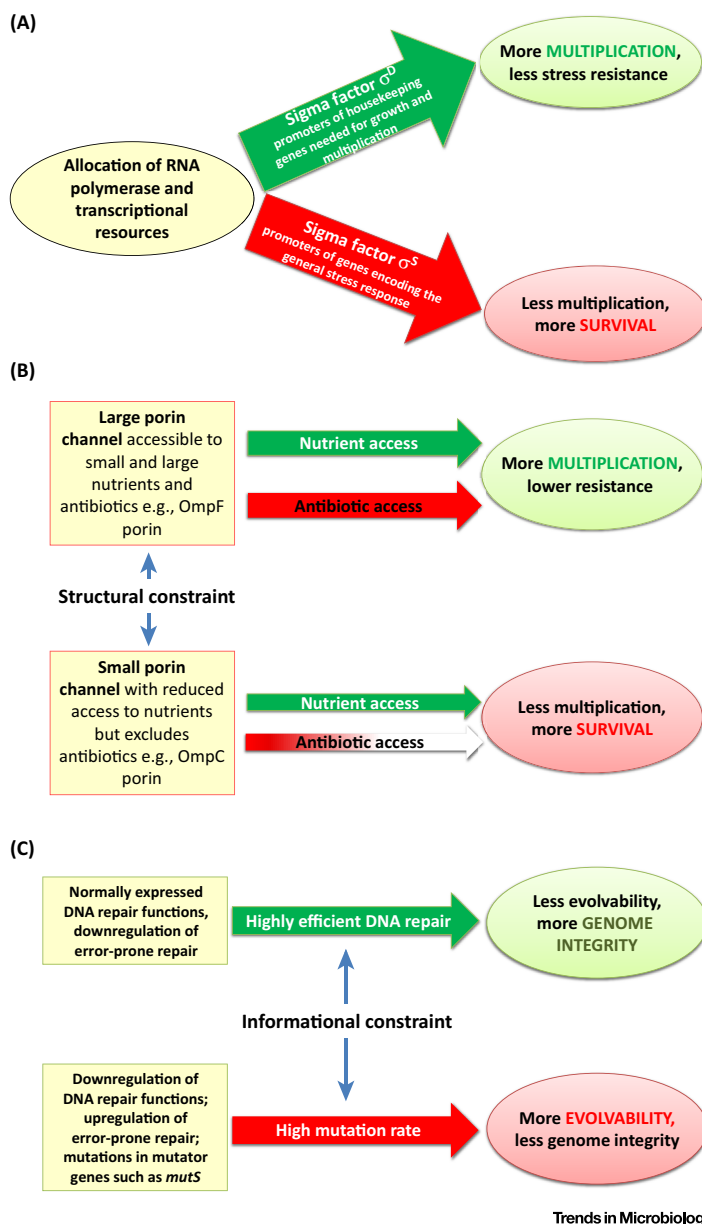 (A)
More MULTIPLICATION,
less stress resistance
Sigma factor σD
promoters of housekeeping
genes needed for growth and
multiplication
Allocation of RNA
polymerase and
transcriptional
resources
Sigma factor σS
promoters of genes encoding the
general stress response
Less multiplication,
more SURVIVAL
(B)
Large porin
channel accessible to
small and large
nutrients and
antibiotics e.g., OmpF
porin
Nutrient access
Antibiotic access
More MULTIPLICATION,
lower resistance
Structural constraint
Small porin
channel with reduced
access to nutrients
but excludes
antibiotics e.g., OmpC
porin
Nutrient access
Antibiotic access
Less multiplication,
more SURVIVAL
(C)
Normally expressed
DNA repair functions,
downregulation of
error-prone repair
Highly efficient DNA repair
Less evolvability,
more GENOME
INTEGRITY
Informational constraint
Downregulation of
DNA repair functions;
upregulation of
error-prone repair;
mutations in mutator
genes such as mutS
High mutation rate
More EVOLVABILITY,
less genome integrity
Trends in Microbiolog